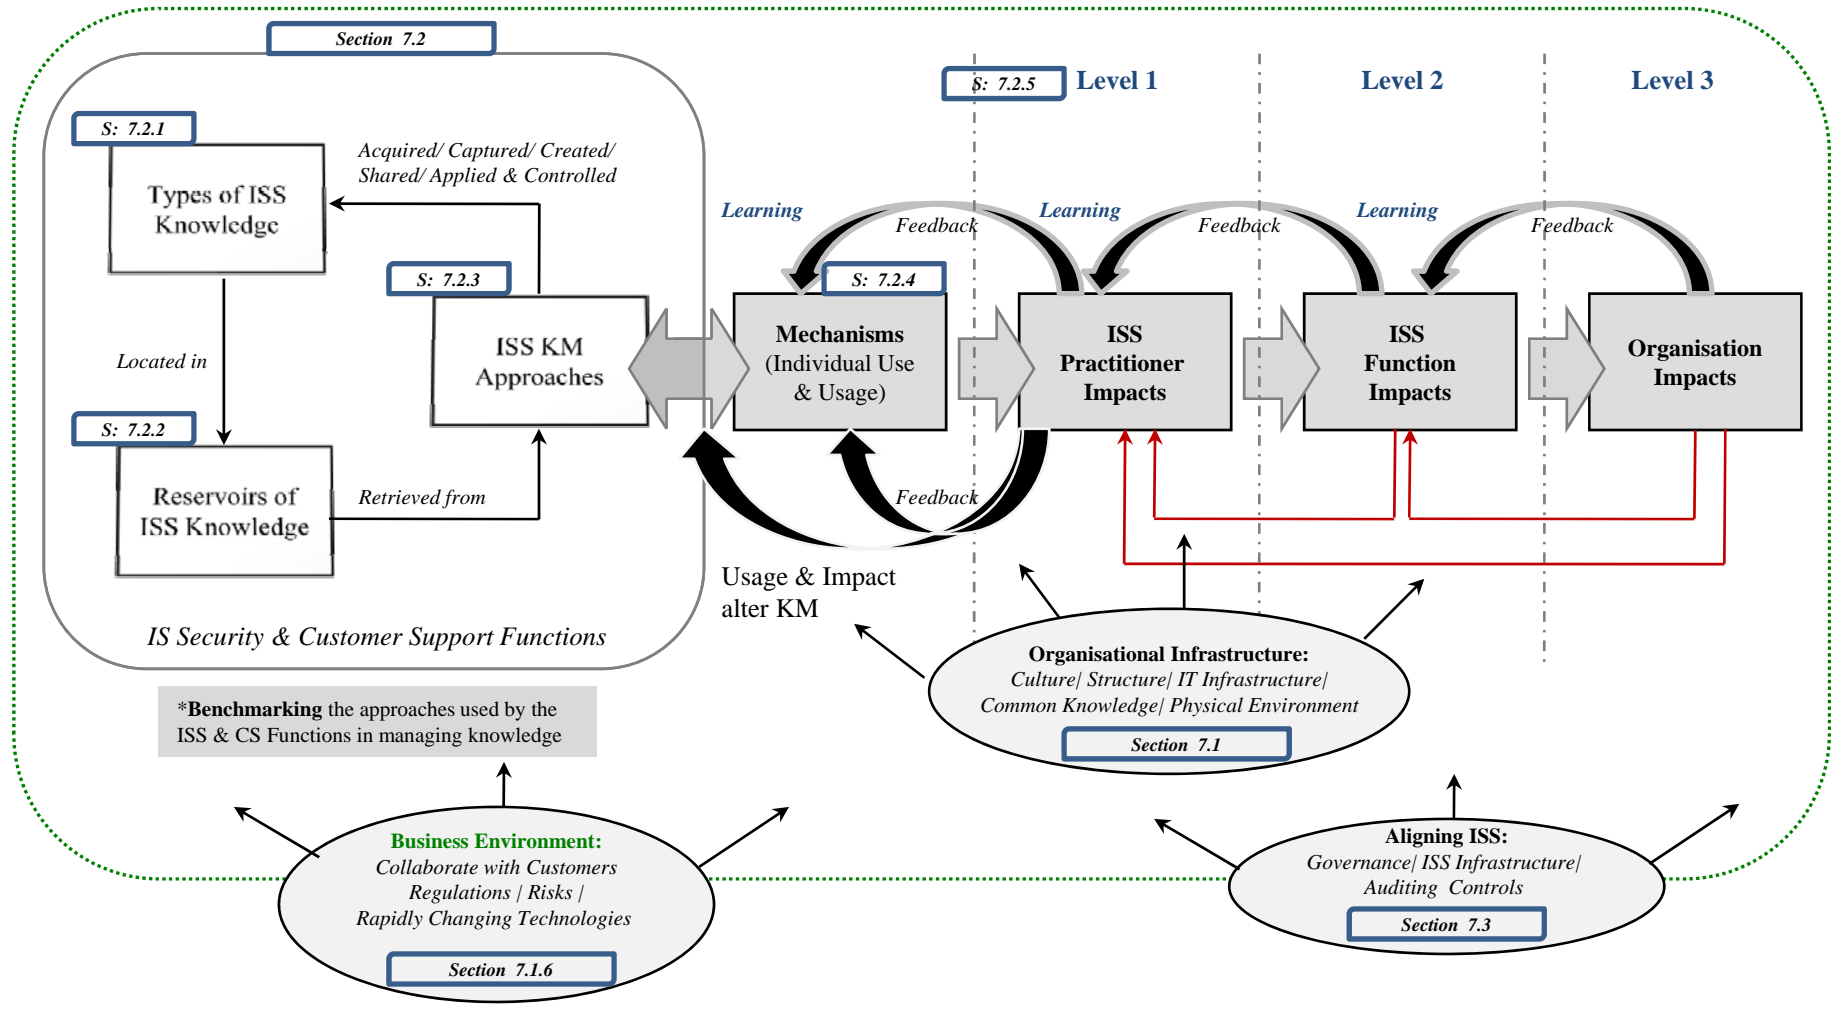 Section 7.2
S: 7.2.5
Level 1
Level 2
Level 3
S: 7.2.1
Types of ISS
Knowledge
Acquired/ Captured/ Created/
Shared/ Applied & Controlled
Learning
Feedback
Learning
Feedback
Learning
Feedback
S: 7.2.3
ISS KM
Approaches
S: 7.2.4
Mechanisms
(Individual Use
& Usage)
ISS
Practitioner
Impacts
ISS
Function
Impacts
Organisation
Impacts
Located in
S: 7.2.2
Reservoirs of
ISS Knowledge
Retrieved from
Feedback
Usage & Impact
alter KM
IS Security & Customer Support Functions
Organisational Infrastructure:
Culture| Structure| IT Infrastructure|
Common Knowledge| Physical Environment
Section 7.1
*Benchmarking the approaches used by the
ISS & CS Functions in managing knowledge
Business Environment:
Collaborate with Customers
Regulations | Risks |
Rapidly Changing Technologies
Section 7.1.6
Aligning ISS:
Governance| ISS Infrastructure|
Auditing Controls
Section 7.3